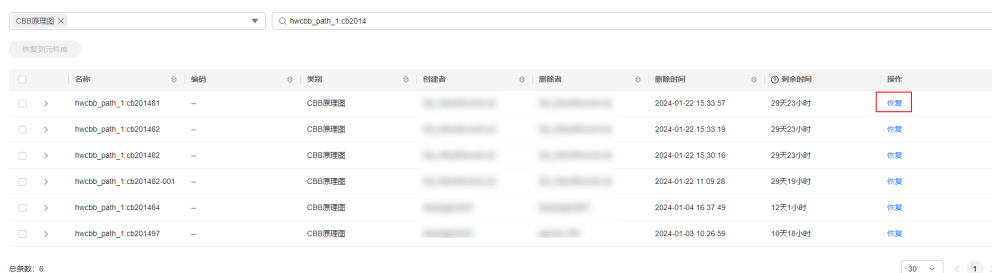 CBB原理图 × hwcbb_path_1:cb2014
恢复到元件库
名称 编码 类别 创建者 删除者 删除时间 剩余时间 操作
hwcbb_path_1:cb201481 -- CBB原理图 2024-01-22 15:33:57 29天23小时 恢复
hwcbb_path_1:cb201482 -- CBB原理图 2024-01-22 15:33:19 29天23小时 恢复
hwcbb_path_1:cb201482 -- CBB原理图 2024-01-22 15:30:16 29天23小时 恢复
hwcbb_path_1:cb201482-001 -- CBB原理图 2024-01-22 11:09:28 29天19小时 恢复
hwcbb_path_1:cb201484 -- CBB原理图 2024-01-04 16:37:49 12天1小时 恢复
hwcbb_path_1:cb201497 -- CBB原理图 2024-01-03 10:26:59 10天18小时 恢复
总条数：6 30 < 1